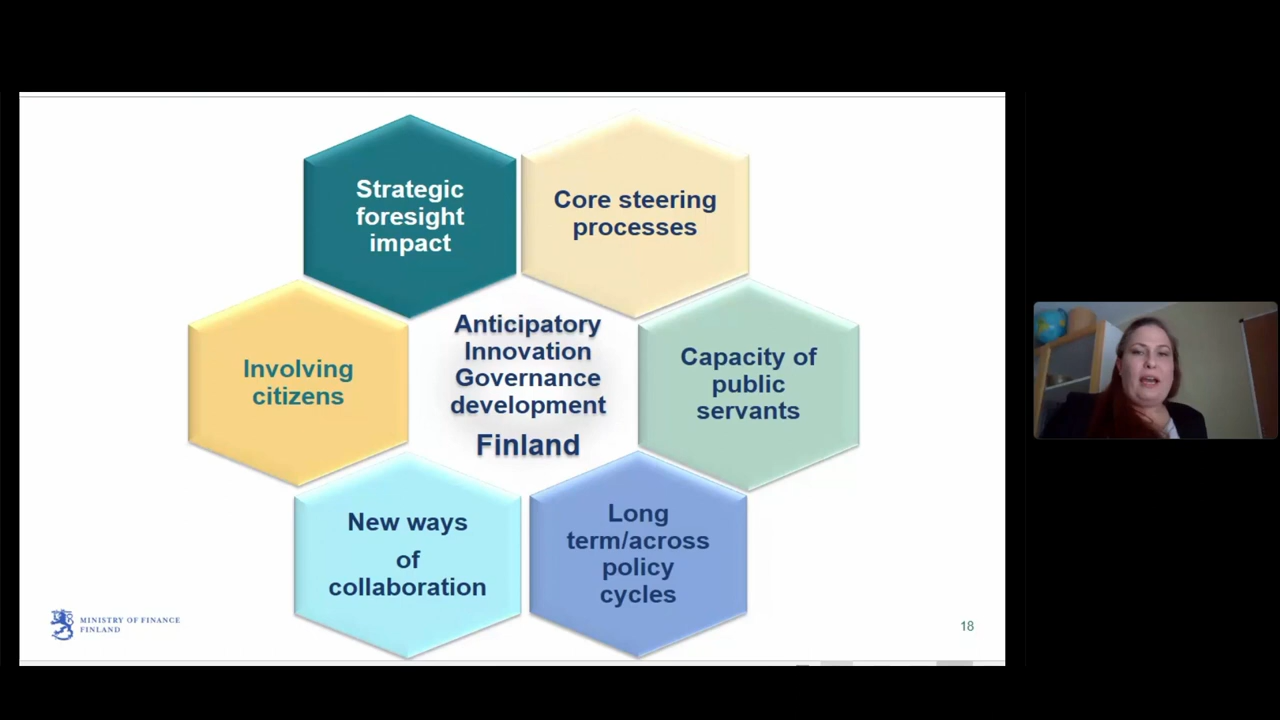 Strategic
foresight
impact
Core steering
processes
Involving
citizens
Anticipatory
Innovation
Governance
development
Finland
Capacity of
public
servants
New ways
of
collaboration
Long
term/across
policy
cycles
MINISTRY OF FINANCE
FINLAND
18